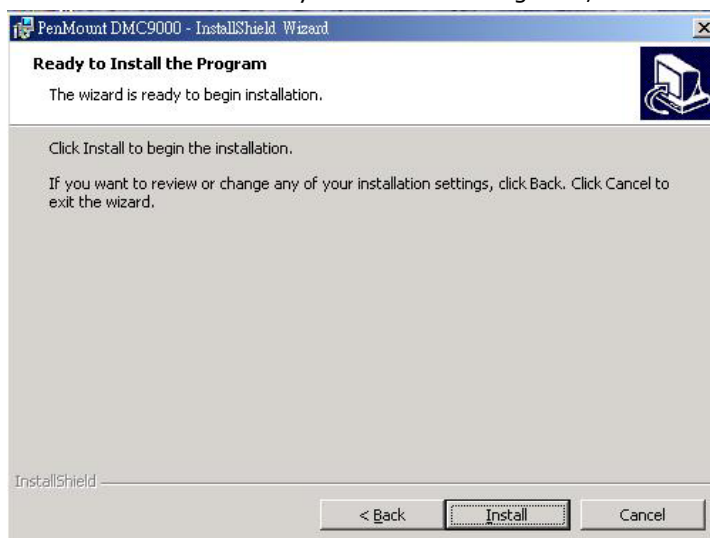 PenMount DMC9000 - InstallShield Wizard
Ready to Install the Program
The wizard is ready to begin installation.
Click Install to begin the installation.
If you want to review or change any of your installation settings, click Back. Click Cancel to
exit the wizard.
InstallShield
< Back Install Cancel